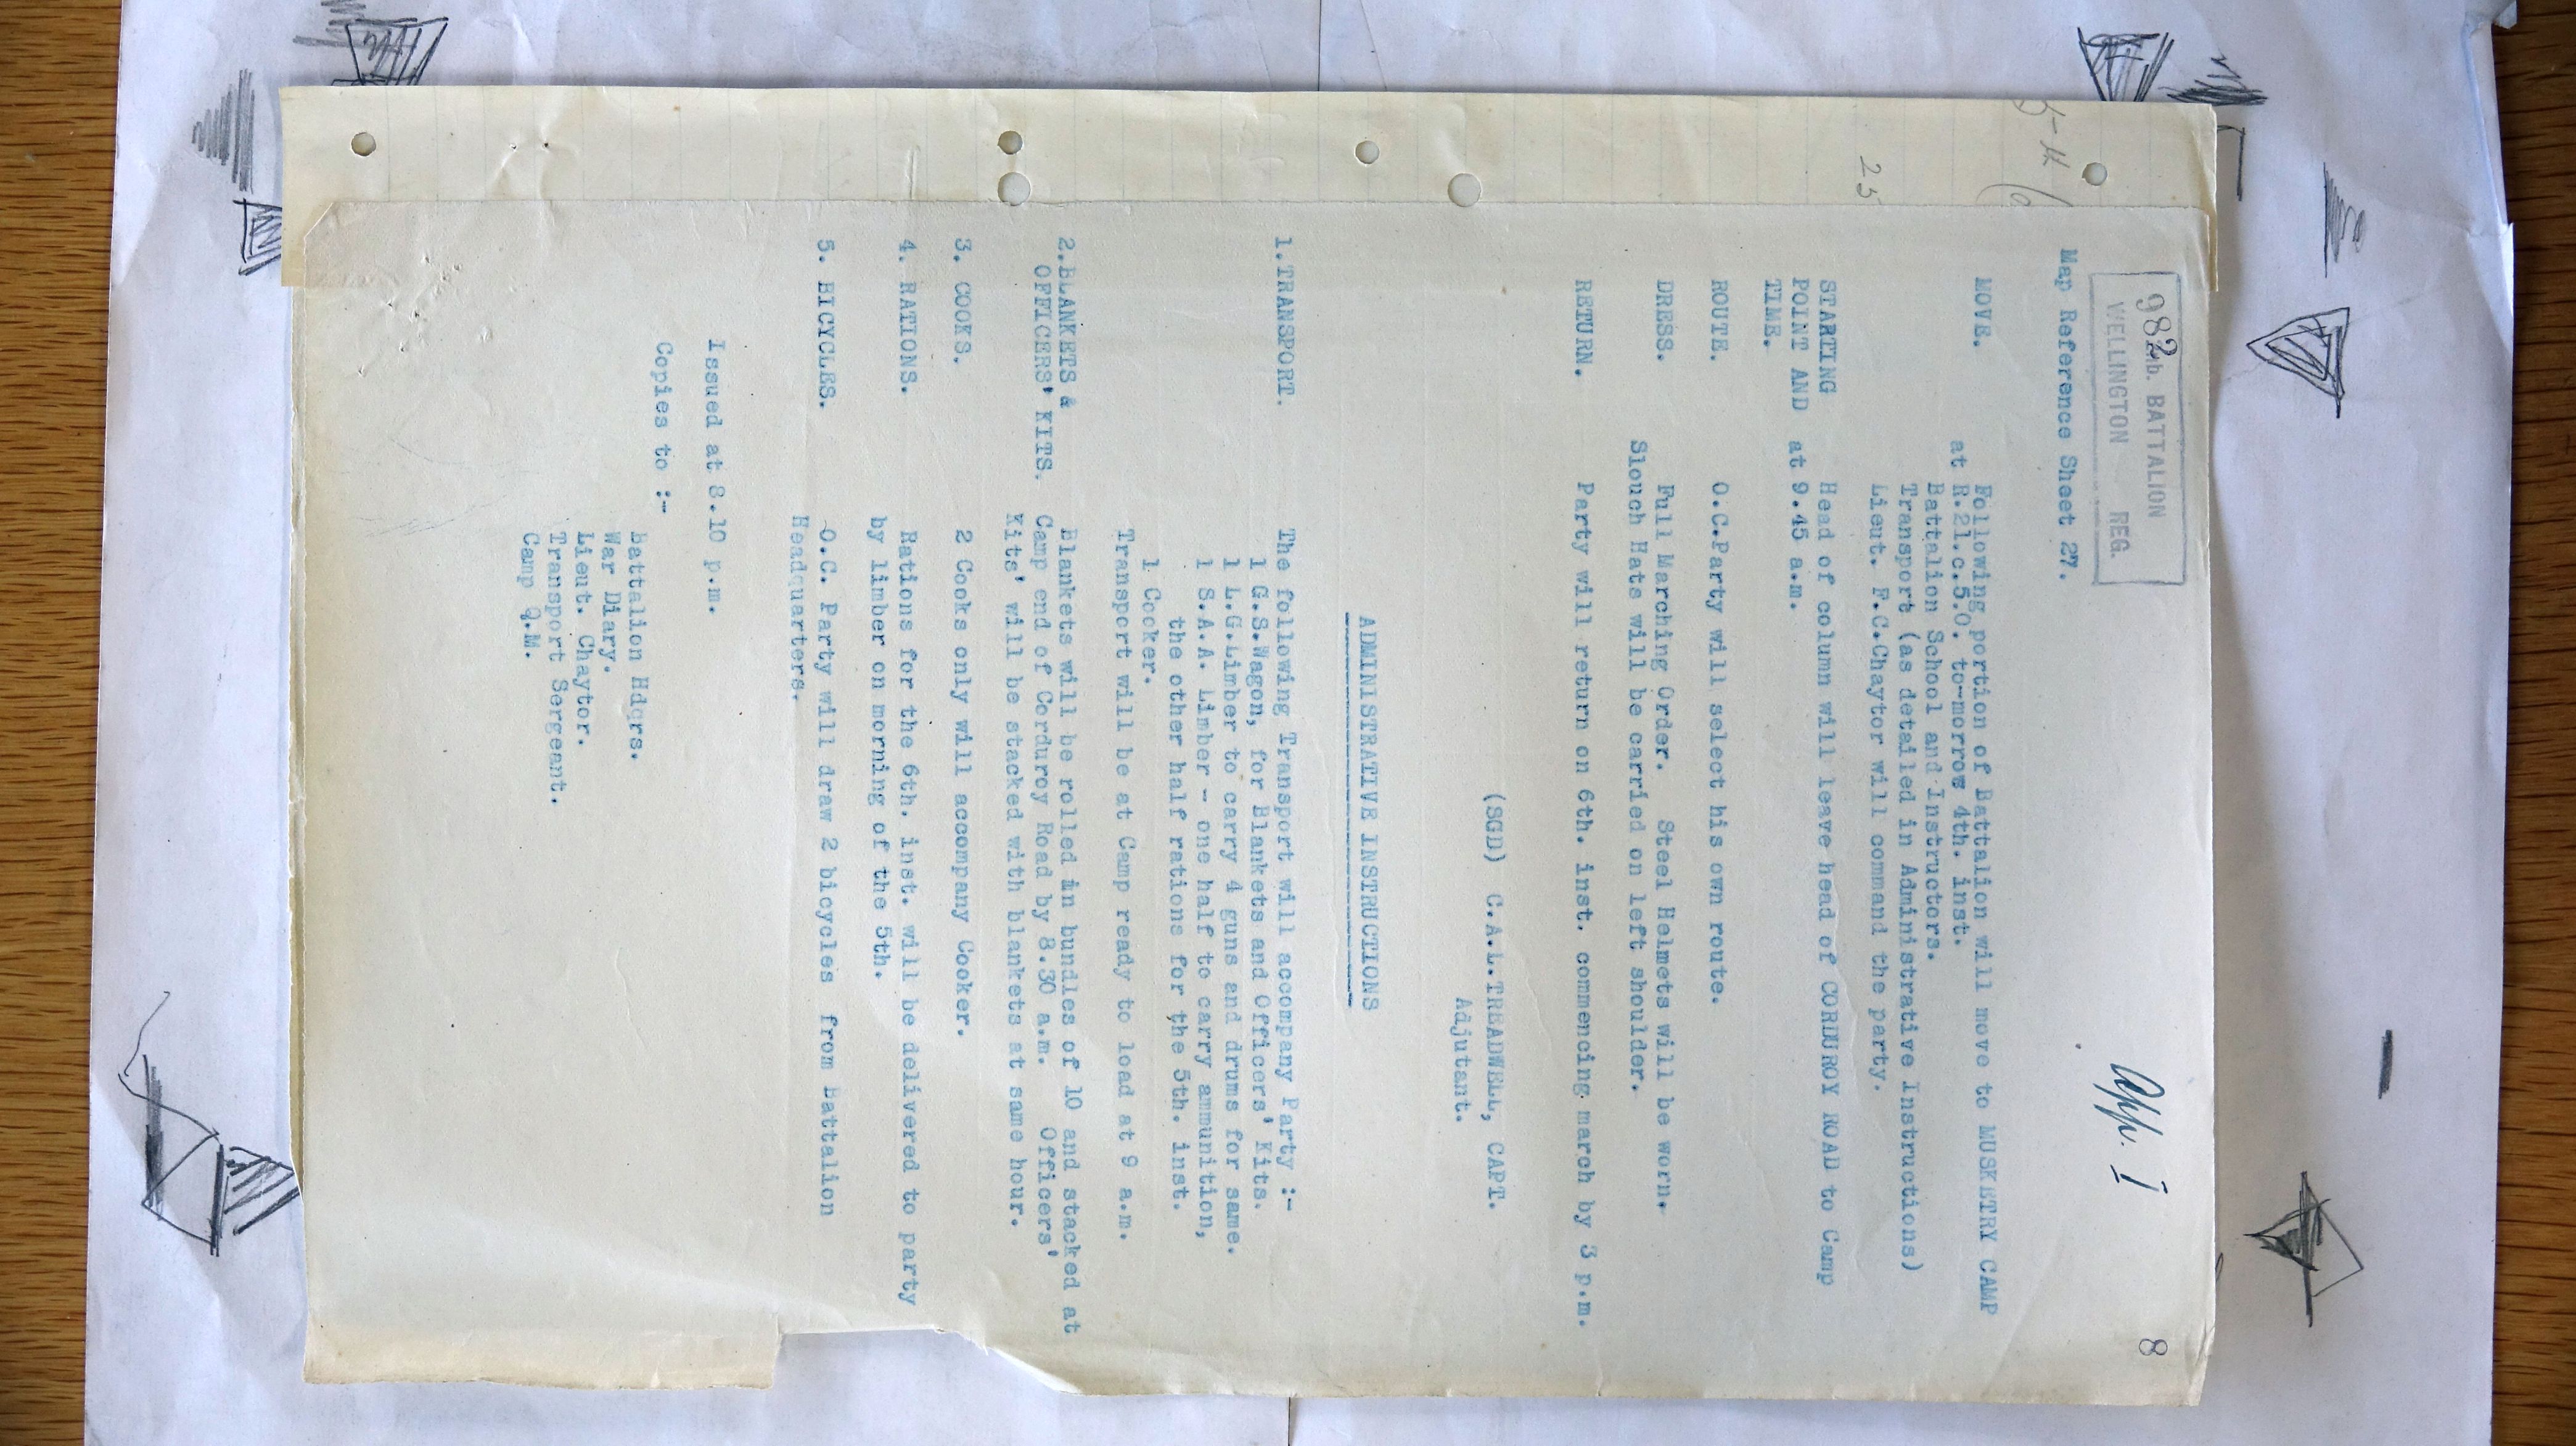 982 b. BATTALION
WELLINGTON REG.
App. I
8
Map Reference Sheet 27.
MOVE. Following portion of Battalion will move to MUSKETRY CAMP
at R.21.c.5.0. to-morrow 4th. inst.
Battalion School and Instructors.
Transport (as detailed in Administrative Instructions)
Lieut. F.C.Chaytor will command the party.
STARTING Head of column will leave head of CORDUROY ROAD to Camp
POINT AND at 9.45 a.m.
TIME.
ROUTE. O.C.Party will select his own route.
DRESS. Full Marching Order. Steel Helmets will be worn.
Slouch Hats will be carried on left shoulder.
RETURN. Party will return on 6th. inst. commencing march by 3 p.m.
(SGD) C.A.L.TREADWELL, CAPT.
Adjutant.
ADMINISTRATIVE INSTRUCTIONS
1.TRANSPORT. The following Transport will accompany Party :-
1 G.S.Wagon, for Blankets and Officers' Kits.
1 L.G.Limber to carry 4 guns and drums for same.
1 S.A.A. Limber - one half to carry ammunition,
the other half rations for the 5th. inst.
1 Cooker.
Transport will be at Camp ready to load at 9 a.m.
2.BLANKETS & Blankets will be rolled in bundles of 10 and stacked at
OFFICERS' KITS. Camp end of Corduroy Road by 8.30 a.m. Officers'
Kits' will be stacked with blankets at same hour.
3. COOKS. 2 Cooks only will accompany Cooker.
4. RATIONS. Rations for the 6th. inst. will be delivered to party
by limber on morning of the 5th.
5. BICYCLES. O.C. Party will draw 2 bicycles from Battalion
Headquarters.
Issued at 8.10 p.m.
Copies to :-
Battalion Hdqrs.
War Diary.
Lieut. Chaytor.
Transport Sergeant.
Camp Q.M.
25